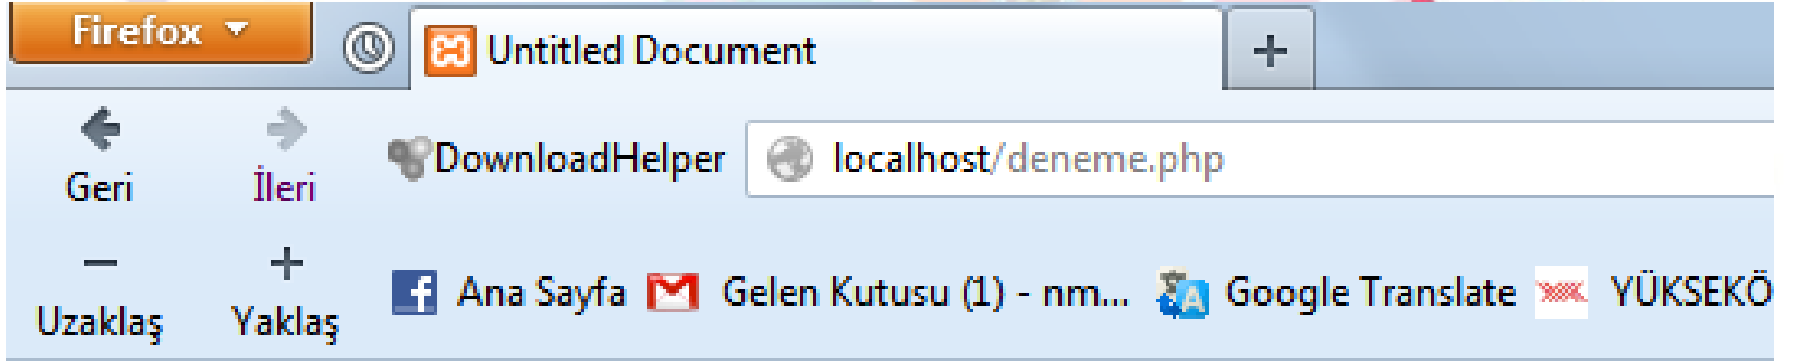 Firefox
Untitled Document
Geri İleri DownloadHelper localhost/deneme.php
Uzaklaş Yaklaş Ana Sayfa Gelen Kutusu (1) - nm... Google Translate YÜKSEKÖ